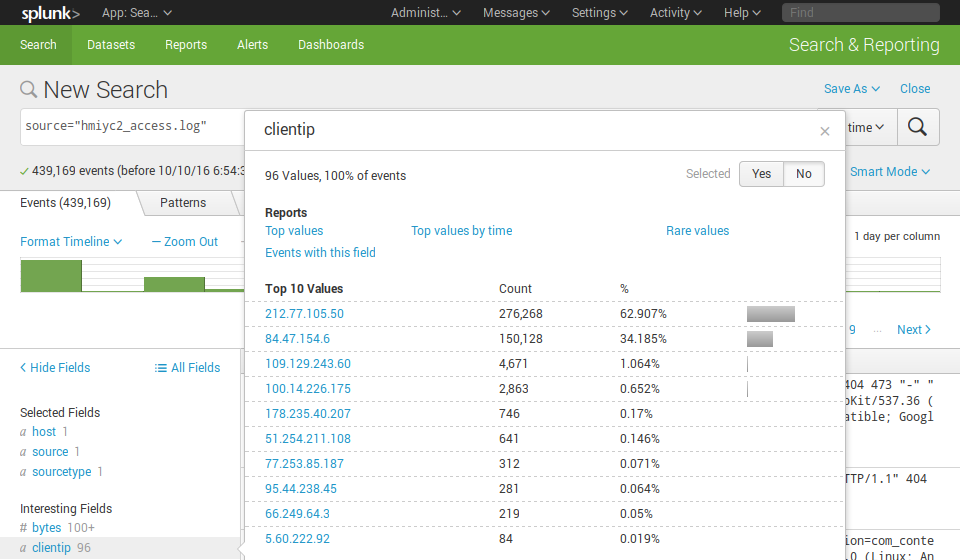 splunk> App: Sea... Administ... Messages Settings Activity Help Find
Search Datasets Reports Alerts Dashboards Search & Reporting
New Search Save As Close
source="hmiyc2_access.log" time
439,169 events (before 10/10/16 6:54:3 Smart Mode
Events (439,169) Patterns
Format Timeline — Zoom Out 1 day per column
clientip ×
96 Values, 100% of events Selected Yes No
Reports
Top values Top values by time Rare values
Events with this field
Top 10 Values Count %
212.77.105.50 276,268 62.907%
84.47.154.6 150,128 34.185%
109.129.243.60 4,671 1.064%
100.14.226.175 2,863 0.652%
178.235.40.207 746 0.17%
51.254.211.108 641 0.146%
77.253.85.187 312 0.071%
95.44.238.45 281 0.064%
66.249.64.3 219 0.05%
5.60.222.92 84 0.019%
9 ... Next >
< Hide Fields All Fields
Selected Fields
a host 1
a source 1
a sourcetype 1
Interesting Fields
# bytes 100+
a clientip 96
404 473 "-" "
pKit/537.36 (
atible; Googl
TTP/1.1" 404
ion=com_conte
.0 (Linux; An